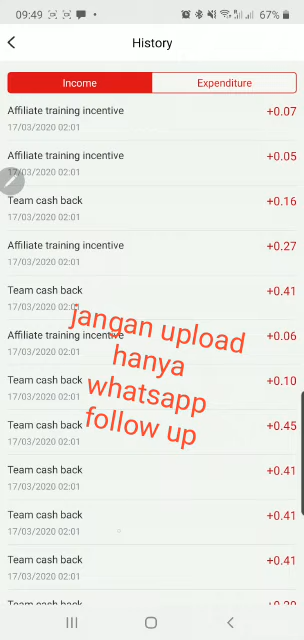 09:49 67%
History
Income Expenditure
Affiliate training incentive +0.07
17/03/2020 02:01
Affiliate training incentive +0.05
17/03/2020 02:01
Team cash back +0.16
17/03/2020 02:01
Affiliate training incentive +0.27
17/03/2020 02:01
Team cash back +0.41
17/03/2020 02:01
jangan upload
Affiliate training incentive +0.06
17/03/2020 02:01
hanya
Team cash back +0.10
17/03/2020 02:01
whatsapp
Team cash back +0.45
17/03/2020 02:01
follow up
Team cash back +0.41
17/03/2020 02:01
Team cash back +0.41
17/03/2020 02:01
Team cash back +0.41
17/03/2020 02:01
Team cash back